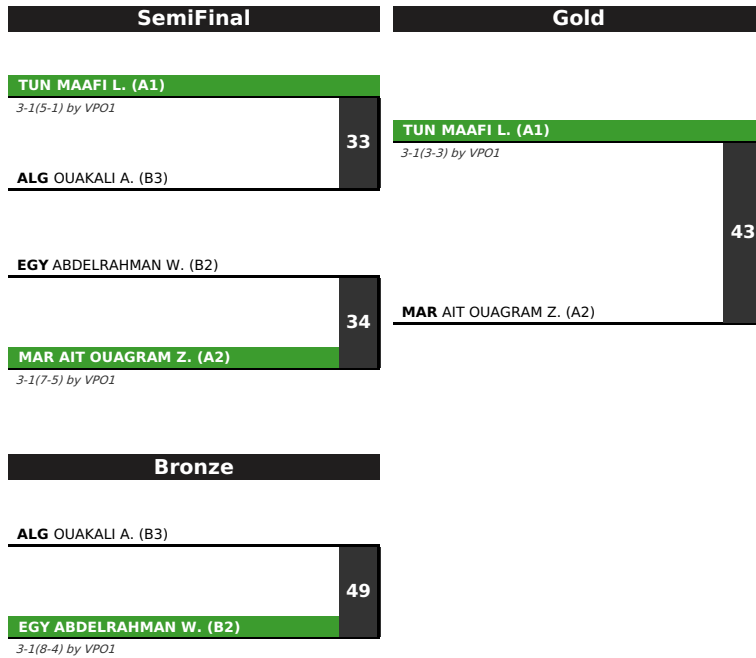 SemiFinal
TUN MAAFI L. (A1)
3-1(5-1) by VPO1
33
ALG OUAKALI A. (B3)
EGY ABDELRAHMAN W. (B2)
34
MAR AIT OUAGRAM Z. (A2)
3-1(7-5) by VPO1
Gold
TUN MAAFI L. (A1)
3-1(3-3) by VPO1
43
MAR AIT OUAGRAM Z. (A2)
Bronze
ALG OUAKALI A. (B3)
49
EGY ABDELRAHMAN W. (B2)
3-1(8-4) by VPO1